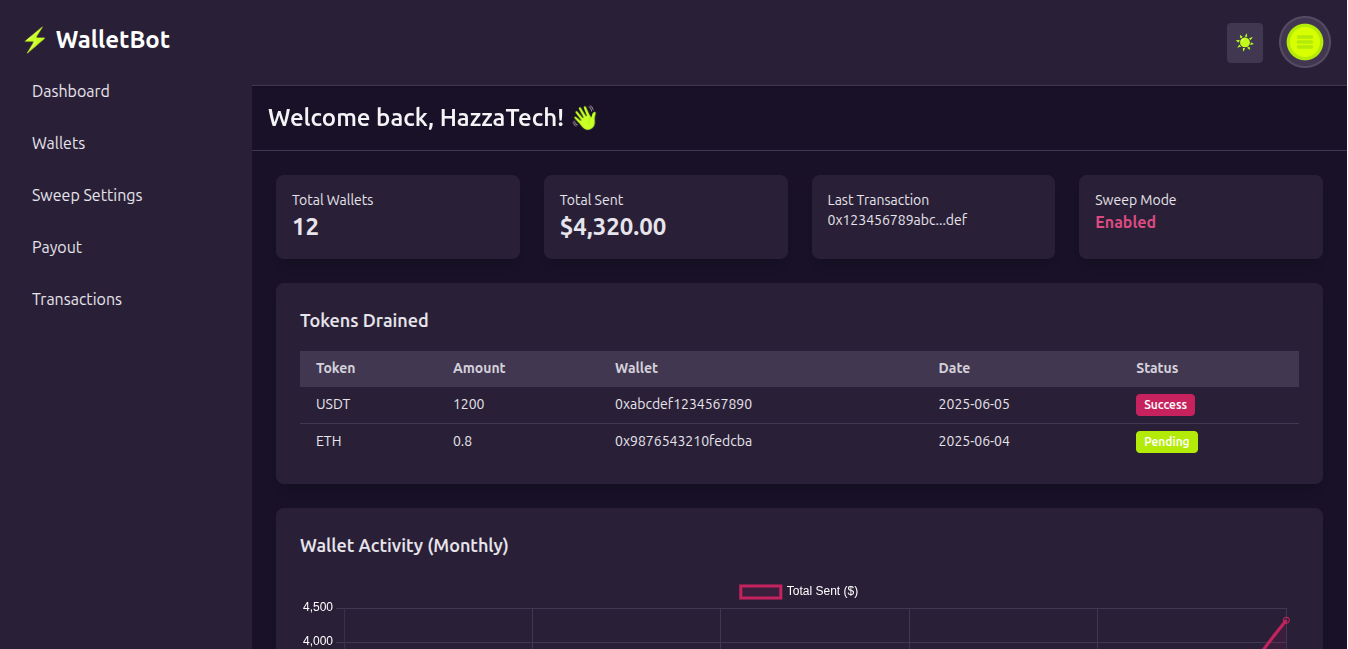 ⚡ WalletBot
Dashboard
Wallets
Sweep Settings
Payout
Transactions
Welcome back, HazzaTech! 👋
Total Wallets
12
Total Sent
$4,320.00
Last Transaction
0x123456789abc...def
Sweep Mode
Enabled
Tokens Drained
Token Amount Wallet Date Status
USDT 1200 0xabcdef1234567890 2025-06-05 Success
ETH 0.8 0x9876543210fedcba 2025-06-04 Pending
Wallet Activity (Monthly)
Total Sent ($)
4,500
4,000